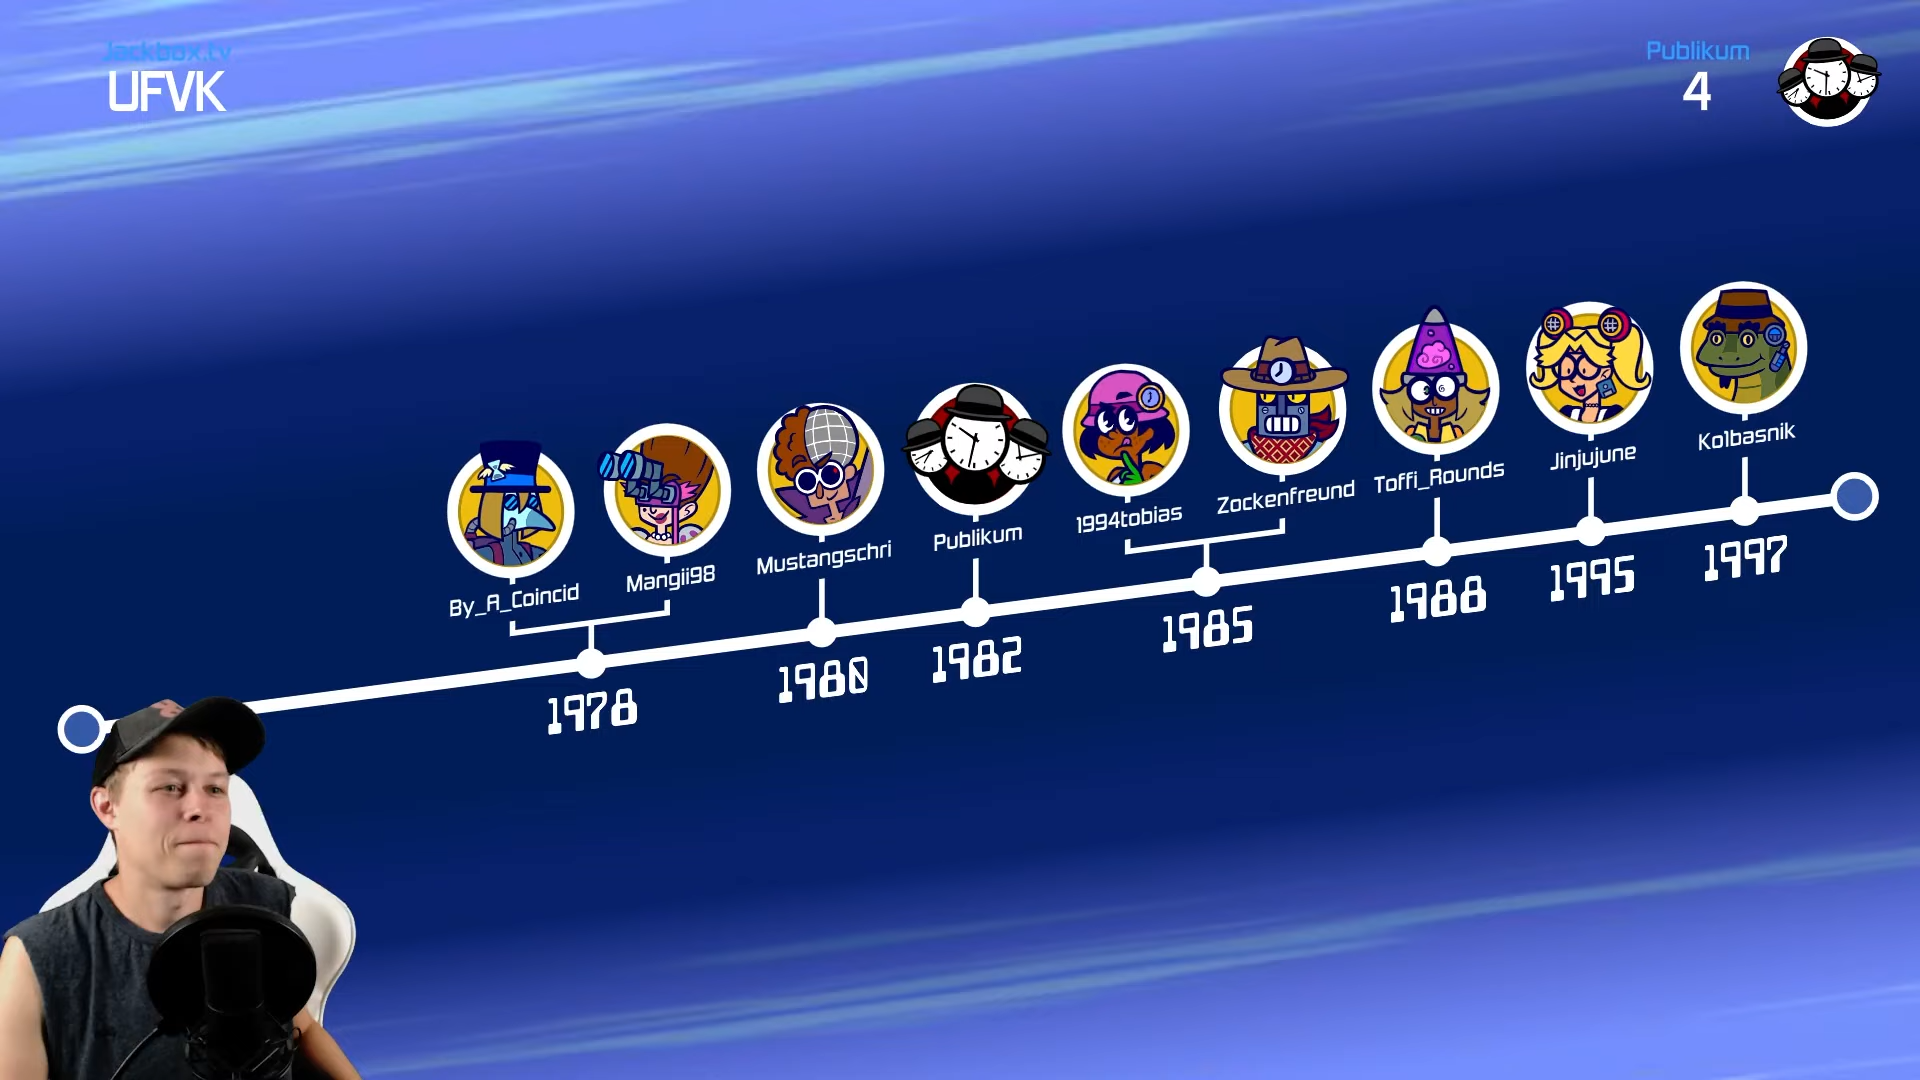 Jackbox.tv
UFVK
Publikum
4
By_A_Coincid
Mangii98
Mustangschri
Publikum
1994tobias
Zockenfreund
Toffi_Rounds
Jinjujune
Kolbasnik
1978
1980
1982
1985
1988
1995
1997